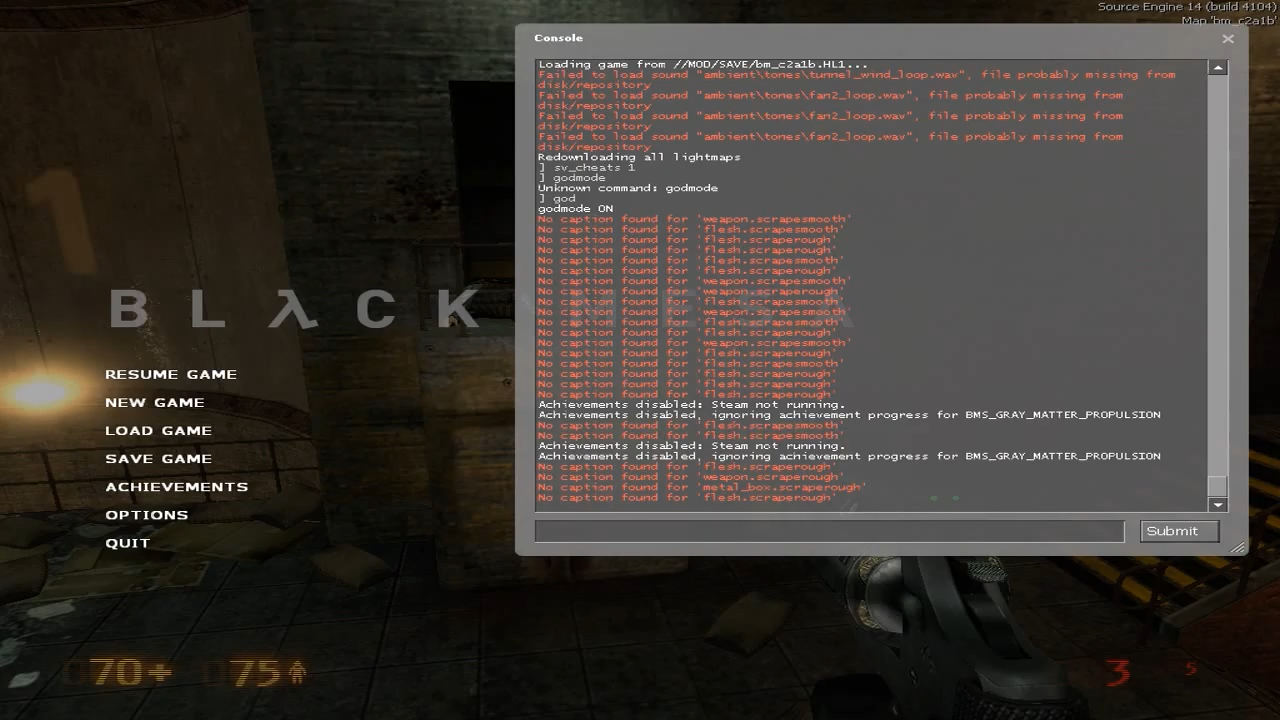 Source Engine 14 (build 4104)
Map 'bm_c2a1b'
Console
Loading game from //MOD/SAVE/bm_c2a1b.HL1...
Failed to load sound "ambient\tones\tunnel_wind_loop.wav", file probably missing from
disk/repository
Failed to load sound "ambient\tones\fan2_loop.wav", file probably missing from
disk/repository
Failed to load sound "ambient\tones\fan2_loop.wav", file probably missing from
disk/repository
Failed to load sound "ambient\tones\fan2_loop.wav", file probably missing from
disk/repository
Redownloading all lightmaps
] sv_cheats 1
] godmode
Unknown command: godmode
] god
godmode ON
No caption found for 'weapon.scrapesmooth'
No caption found for 'flesh.scrapesmooth'
No caption found for 'flesh.scraperough'
No caption found for 'flesh.scraperough'
No caption found for 'flesh.scrapesmooth'
No caption found for 'flesh.scraperough'
No caption found for 'weapon.scrapesmooth'
No caption found for 'weapon.scraperough'
No caption found for 'flesh.scrapesmooth'
No caption found for 'weapon.scrapesmooth'
No caption found for 'flesh.scrapesmooth'
No caption found for 'flesh.scraperough'
No caption found for 'weapon.scrapesmooth'
No caption found for 'flesh.scraperough'
No caption found for 'flesh.scrapesmooth'
No caption found for 'flesh.scraperough'
No caption found for 'flesh.scraperough'
No caption found for 'flesh.scraperough'
Achievements disabled: Steam not running.
Achievements disabled, ignoring achievement progress for BMS_GRAY_MATTER_PROPULSION
No caption found for 'flesh.scrapesmooth'
No caption found for 'flesh.scrapesmooth'
Achievements disabled: Steam not running.
Achievements disabled, ignoring achievement progress for BMS_GRAY_MATTER_PROPULSION
No caption found for 'flesh.scraperough'
No caption found for 'weapon.scraperough'
No caption found for 'metal_box.scraperough'
No caption found for 'flesh.scraperough'
Submit
1
BLλCK
RESUME GAME
NEW GAME
LOAD GAME
SAVE GAME
ACHIEVEMENTS
OPTIONS
QUIT
70+ 75
3 5